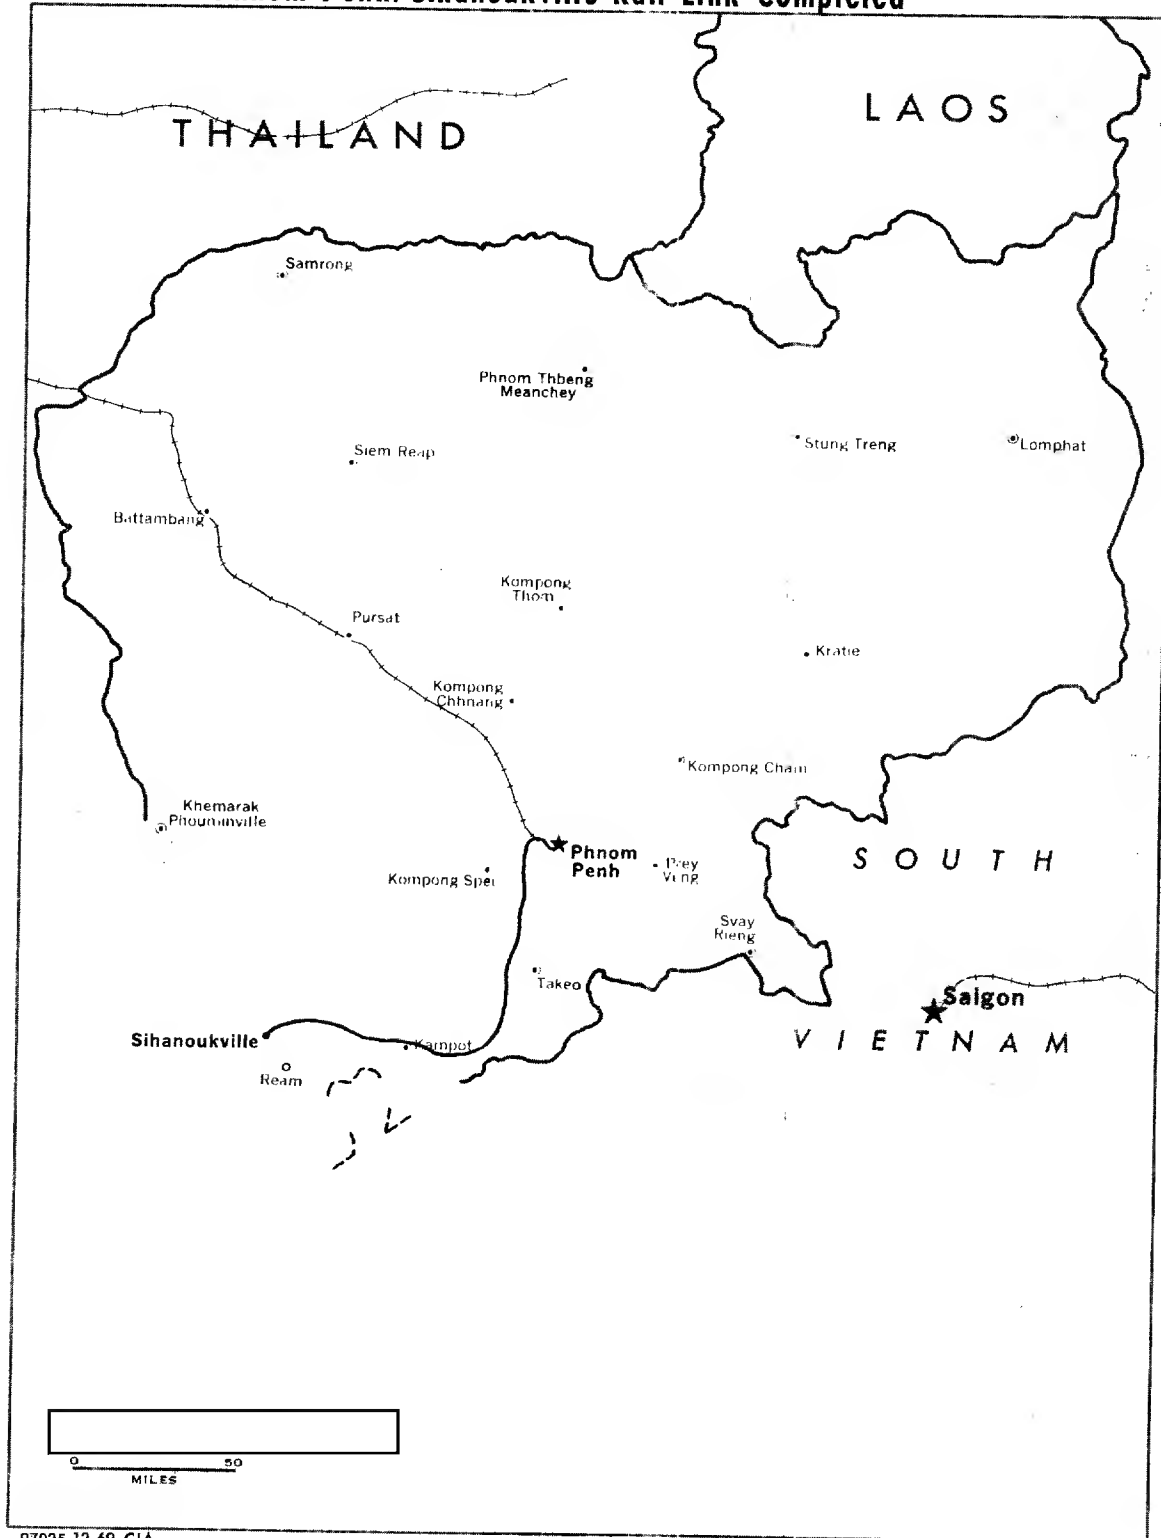 Sihanoukville Rail Link Completed
THAILAND
LAOS
Samrong
Phnom Thbeng
Meanchey
Siem Reap
Stung Treng
Lomphat
Battambang
Kompong
Thom
Pursat
Kratie
Kompong
Chhnang
Kompong Cham
Khemarak
Phouminville
Phnom
Penh
Prey
Veng
SOUTH
Kompong Speu
Svay
Rieng
Takeo
Saigon
Sihanoukville
Kampot
VIETNAM
Ream
0 50
MILES